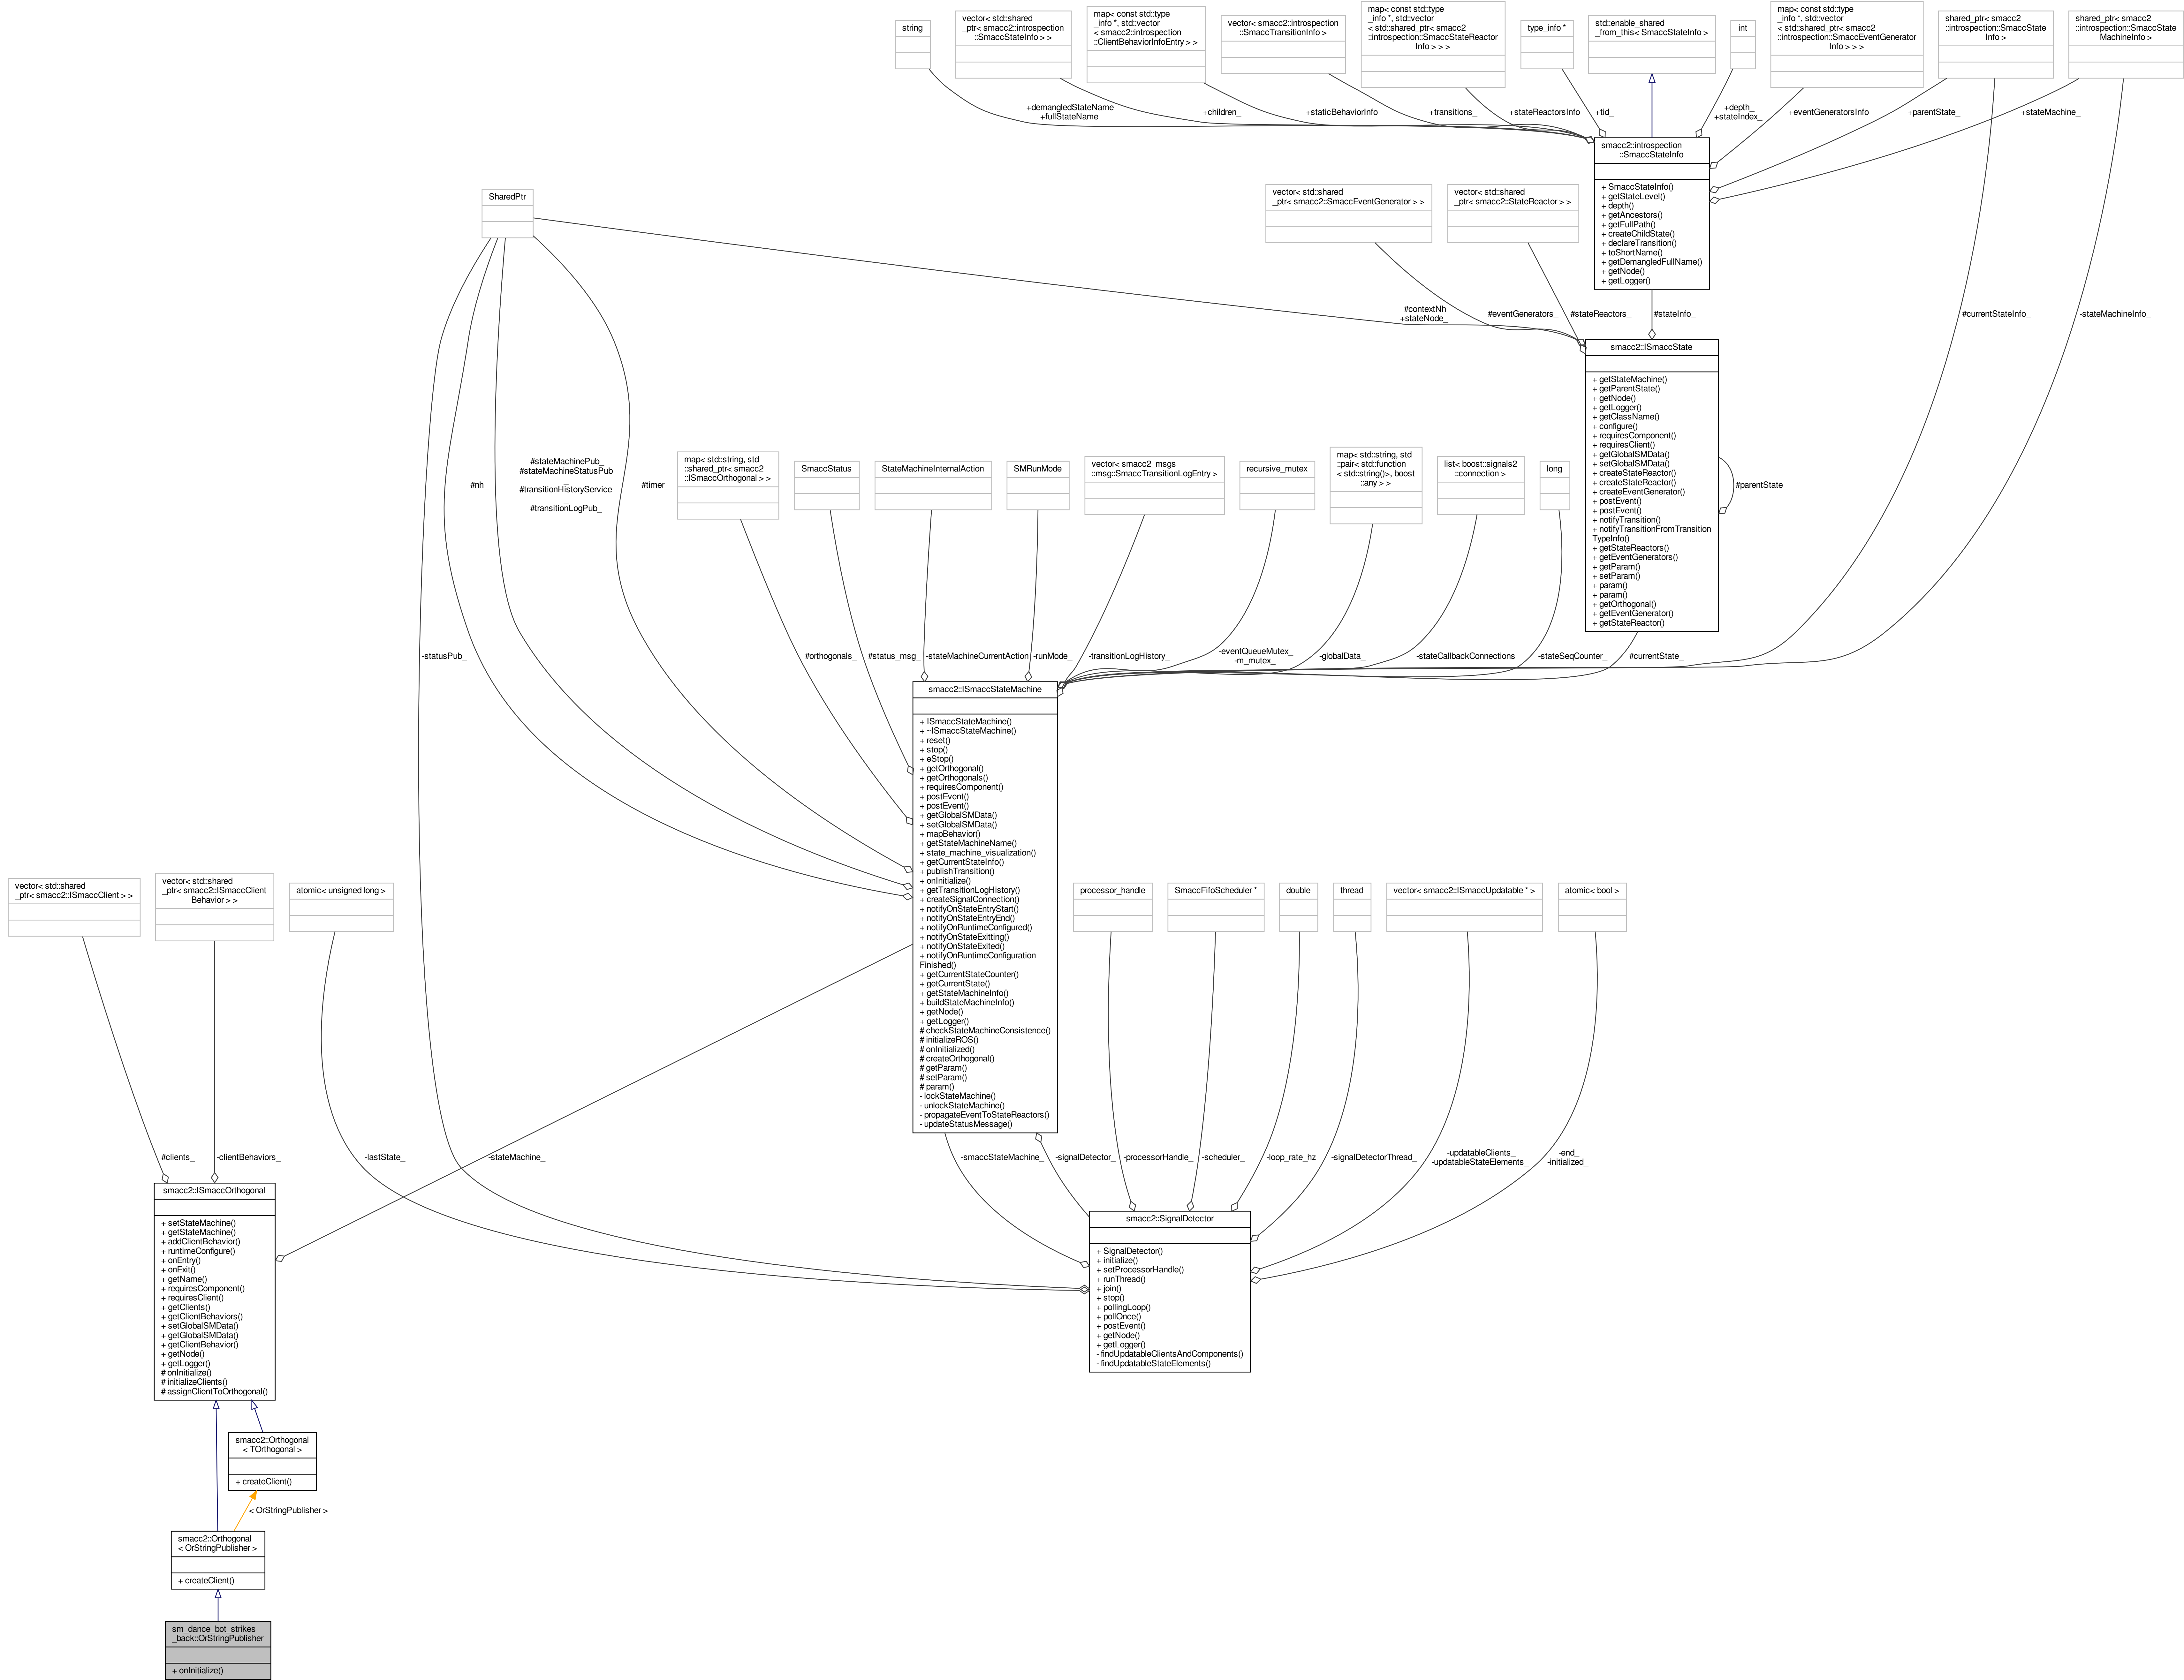 string
vector< std::shared
_ptr< smacc2::introspection
::SmaccStateInfo > >
map< const std::type
_info *, std::vector
< smacc2::introspection
::ClientBehaviorInfoEntry > >
vector< smacc2::introspection
::SmaccTransitionInfo >
map< const std::type
_info *, std::vector
< std::shared_ptr< smacc2
::introspection::SmaccStateReactor
Info > > >
type_info *
std::enable_shared
_from_this< SmaccStateInfo >
int
map< const std::type
_info *, std::vector
< std::shared_ptr< smacc2
::introspection::SmaccEventGenerator
Info > > >
shared_ptr< smacc2
::introspection::SmaccState
Info >
shared_ptr< smacc2
::introspection::SmaccState
MachineInfo >
+demangledStateName
+fullStateName
+children_
+staticBehaviorInfo
+transitions_
+stateReactorsInfo
+tid_
+depth_
+stateIndex_
+eventGeneratorsInfo
+parentState_
+stateMachine_
smacc2::introspection
::SmaccStateInfo
+ SmaccStateInfo()
+ getStateLevel()
+ depth()
+ getAncestors()
+ getFullPath()
+ createChildState()
+ declareTransition()
+ toShortName()
+ getDemangledFullName()
+ getNode()
+ getLogger()
SharedPtr
vector< std::shared
_ptr< smacc2::SmaccEventGenerator > >
vector< std::shared
_ptr< smacc2::StateReactor > >
#contextNh
+stateNode_
#eventGenerators_
#stateReactors_
#stateInfo_
#currentStateInfo_
-stateMachineInfo_
smacc2::ISmaccState
+ getStateMachine()
+ getParentState()
+ getNode()
+ getLogger()
+ getClassName()
+ configure()
+ requiresComponent()
+ requiresClient()
+ getGlobalSMData()
+ setGlobalSMData()
+ createStateReactor()
+ createStateReactor()
+ createEventGenerator()
+ postEvent()
+ postEvent()
+ notifyTransition()
+ notifyTransitionFromTransition
TypeInfo()
+ getStateReactors()
+ getEventGenerators()
+ getParam()
+ setParam()
+ param()
+ param()
+ getOrthogonal()
+ getEventGenerator()
+ getStateReactor()
#parentState_
#nh_
#stateMachinePub_
#stateMachineStatusPub
_
#transitionHistoryService
_
#transitionLogPub_
#timer_
map< std::string, std
::shared_ptr< smacc2
::ISmaccOrthogonal > >
SmaccStatus
StateMachineInternalAction
SMRunMode
vector< smacc2_msgs
::msg::SmaccTransitionLogEntry >
recursive_mutex
map< std::string, std
::pair< std::function
< std::string()>, boost
::any > >
list< boost::signals2
::connection >
long
-statusPub_
#orthogonals_
#status_msg_
-stateMachineCurrentAction
-runMode_
-transitionLogHistory_
-eventQueueMutex_
-m_mutex_
-globalData_
-stateCallbackConnections
-stateSeqCounter_
#currentState_
smacc2::ISmaccStateMachine
+ ISmaccStateMachine()
+ ~ISmaccStateMachine()
+ reset()
+ stop()
+ eStop()
+ getOrthogonal()
+ getOrthogonals()
+ requiresComponent()
+ postEvent()
+ postEvent()
+ getGlobalSMData()
+ setGlobalSMData()
+ mapBehavior()
+ getStateMachineName()
+ state_machine_visualization()
+ getCurrentStateInfo()
+ publishTransition()
+ onInitialize()
+ getTransitionLogHistory()
+ createSignalConnection()
+ notifyOnStateEntryStart()
+ notifyOnStateEntryEnd()
+ notifyOnRuntimeConfigured()
+ notifyOnStateExitting()
+ notifyOnStateExited()
+ notifyOnRuntimeConfiguration
Finished()
+ getCurrentStateCounter()
+ getCurrentState()
+ getStateMachineInfo()
+ buildStateMachineInfo()
+ getNode()
+ getLogger()
# checkStateMachineConsistence()
# initializeROS()
# onInitialized()
# createOrthogonal()
# getParam()
# setParam()
# param()
- lockStateMachine()
- unlockStateMachine()
- propagateEventToStateReactors()
- updateStatusMessage()
vector< std::shared
_ptr< smacc2::ISmaccClient > >
vector< std::shared
_ptr< smacc2::ISmaccClient
Behavior > >
atomic< unsigned long >
processor_handle
SmaccFifoScheduler *
double
thread
vector< smacc2::ISmaccUpdatable * >
atomic< bool >
#clients_
-clientBehaviors_
-lastState_
-stateMachine_
-smaccStateMachine_
-signalDetector_
-processorHandle_
-scheduler_
-loop_rate_hz
-signalDetectorThread_
-updatableClients_
-updatableStateElements_
-end_
-initialized_
smacc2::ISmaccOrthogonal
+ setStateMachine()
+ getStateMachine()
+ addClientBehavior()
+ runtimeConfigure()
+ onEntry()
+ onExit()
+ getName()
+ requiresComponent()
+ requiresClient()
+ getClients()
+ getClientBehaviors()
+ setGlobalSMData()
+ getGlobalSMData()
+ getClientBehavior()
+ getNode()
+ getLogger()
# onInitialize()
# initializeClients()
# assignClientToOrthogonal()
smacc2::SignalDetector
+ SignalDetector()
+ initialize()
+ setProcessorHandle()
+ runThread()
+ join()
+ stop()
+ pollingLoop()
+ pollOnce()
+ postEvent()
+ getNode()
+ getLogger()
- findUpdatableClientsAndComponents()
- findUpdatableStateElements()
smacc2::Orthogonal
< TOrthogonal >
+ createClient()
< OrStringPublisher >
smacc2::Orthogonal
< OrStringPublisher >
+ createClient()
sm_dance_bot_strikes
_back::OrStringPublisher
+ onInitialize()